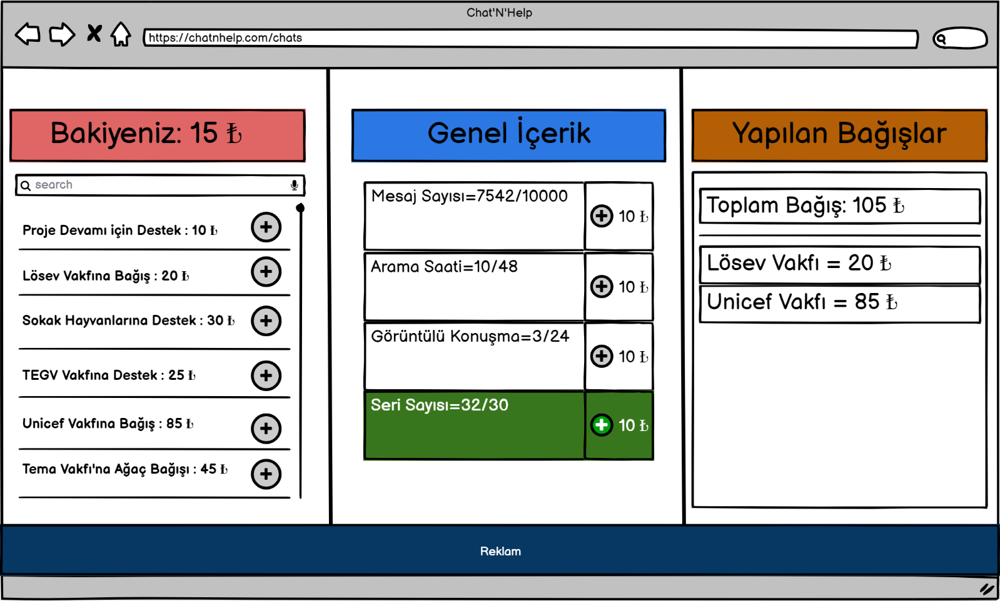 Chat'N'Help
https://chatnhelp.com/chats
Bakiyeniz: 15 ₺
search
Proje Devamı için Destek : 10 ₺
Lösev Vakfına Bağış : 20 ₺
Sokak Hayvanlarına Destek : 30 ₺
TEGV Vakfına Destek : 25 ₺
Unicef Vakfına Bağış : 85 ₺
Tema Vakfı'na Ağaç Bağışı : 45 ₺
Genel İçerik
Mesaj Sayısı=7542/10000
10 ₺
Arama Saati=10/48
10 ₺
Görüntülü Konuşma=3/24
10 ₺
Seri Sayısı=32/30
10 ₺
Yapılan Bağışlar
Toplam Bağış: 105 ₺
Lösev Vakfı = 20 ₺
Unicef Vakfı = 85 ₺
Reklam